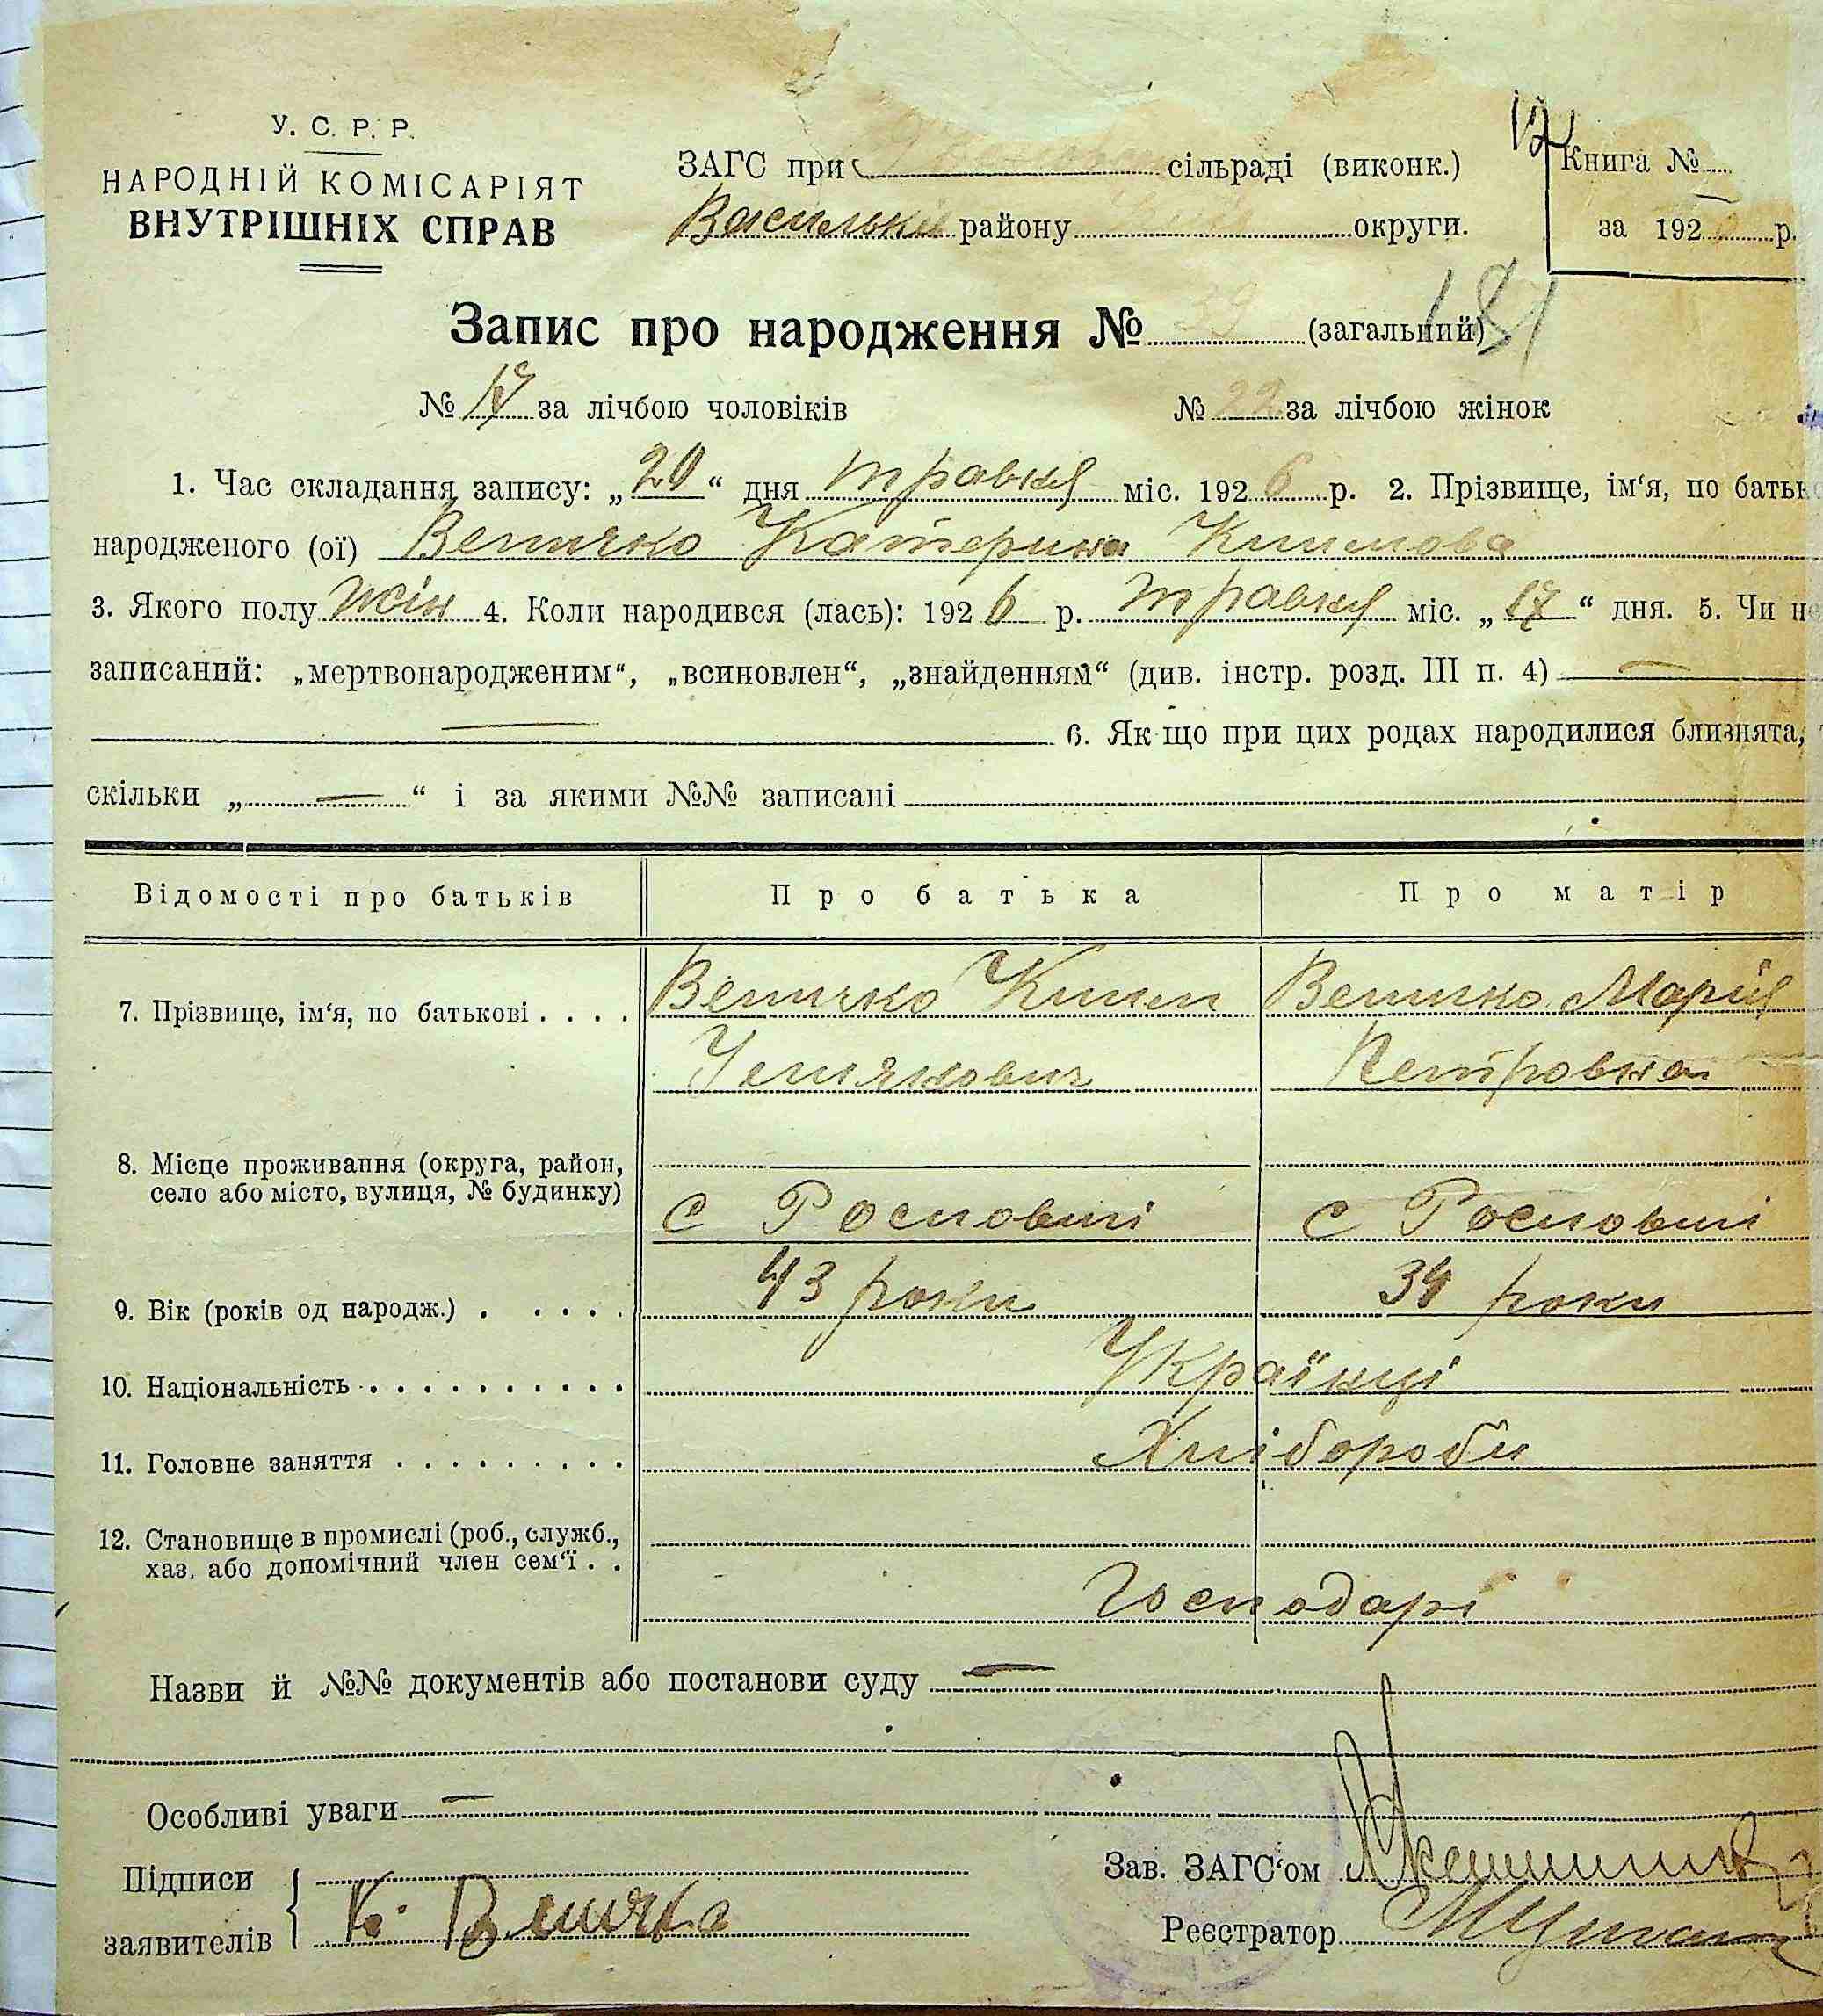 У. С. Р. Р.
НАРОДНІЙ КОМІСАРІЯТ
ВНУТРІШНІХ СПРАВ
ЗАГС при сільраді (виконк.)
Васильків району округи.
Книга №
за 192 р.
Запис про народження № 39 (загальний)
181
№ 17 за лічбою чоловіків № 22 за лічбою жінок
1. Час складання запису: „20“ дня травня міс. 1926 р. 2. Прізвище, ім‘я, по батьк
народженого (ої) Величко Катерина Климова
3. Якого полу жін 4. Коли народився (лась): 1926 р. травня міс. „17“ дня. 5. Чи не
записаний: „мертвонародженим“, „всиновлен“, „знайденням“ (див. інстр. розд. III п. 4) —
— 6. Як що при цих родах народилися близнята,
скільки „—“ і за якими №№ записані
Відомості про батьків Про батька Про матір
7. Прізвище, ім‘я, по батькові . . . . Величко Клим Величко Марія
Петровна
8. Місце проживання (округа, район,
село або місто, вулиця, № будинку)
с с
9. Вік (років од народж.) . . . . . 43 роки 34 роки
10. Національність . . . . . . . . . . Українці
11. Головне заняття . . . . . . . . . Хлібороби
12. Становище в промислі (роб., служб.,
хаз. або допомічний член сем‘ї . .
Господарі
Назви й №№ документів або постанови суду —
Особливі уваги —
Підписи
заявителів К. Величко
Зав. ЗАГС‘ом
Реєстратор